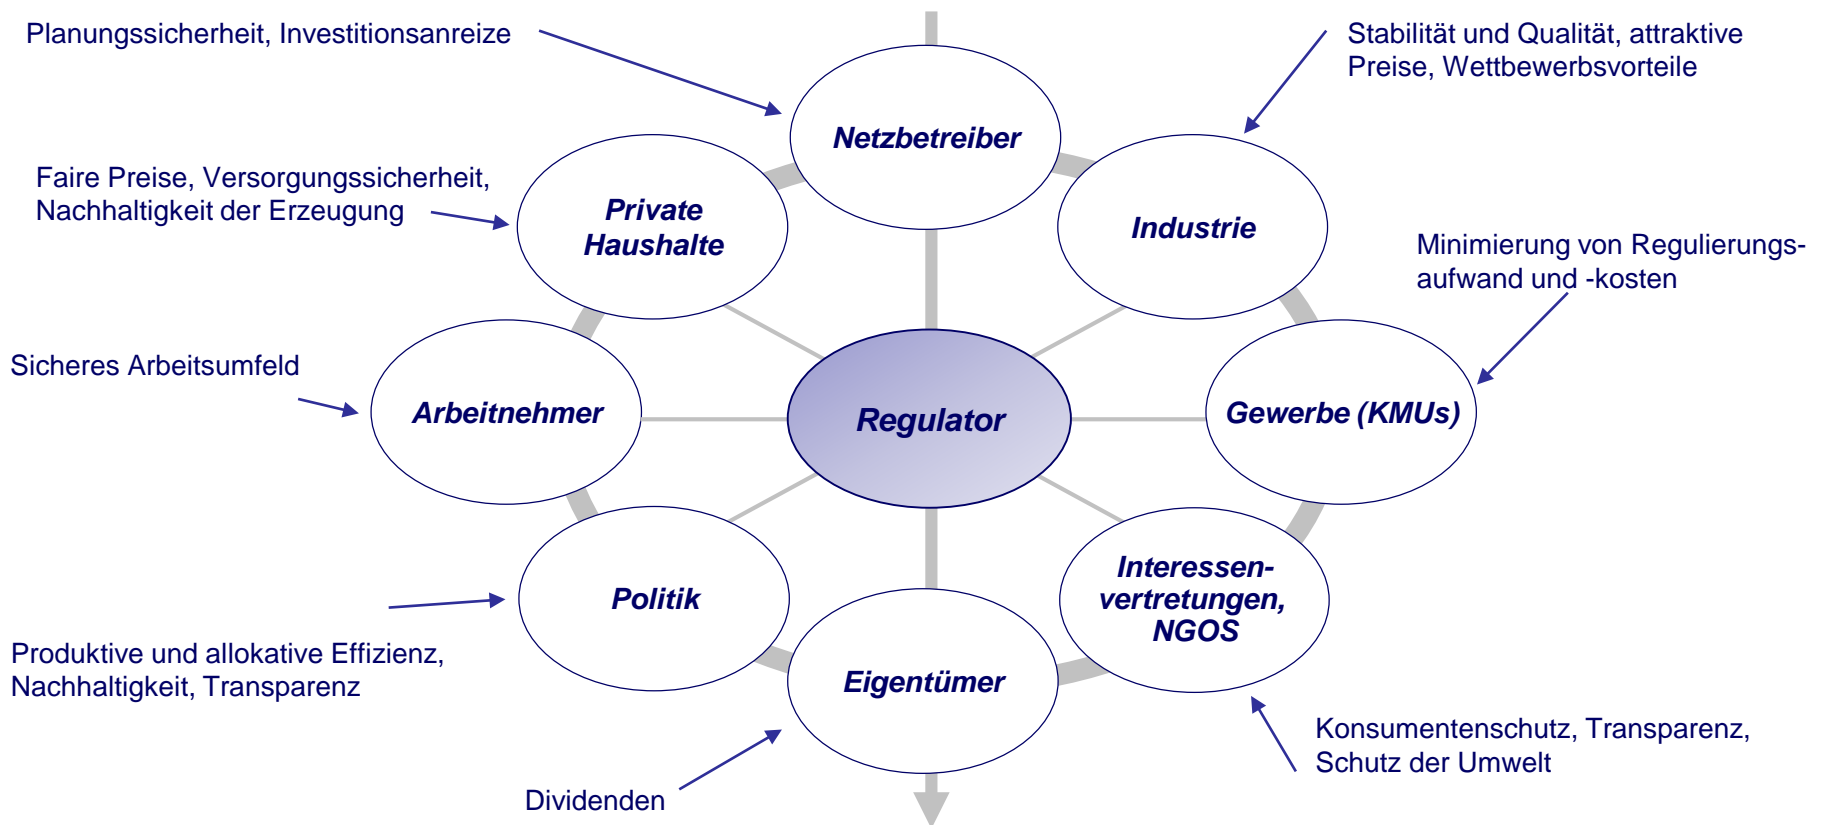 Planungssicherheit, Investitionsanreize
Stabilität und Qualität, attraktive
Preise, Wettbewerbsvorteile
Netzbetreiber
Faire Preise, Versorgungssicherheit,
Nachhaltigkeit der Erzeugung
Private
Haushalte
Industrie
Minimierung von Regulierungs-
aufwand und -kosten
Sicheres Arbeitsumfeld
Arbeitnehmer
Regulator
Gewerbe (KMUs)
Interessen-
vertretungen,
NGOS
Politik
Produktive und allokative Effizienz,
Nachhaltigkeit, Transparenz
Eigentümer
Konsumentenschutz, Transparenz,
Schutz der Umwelt
Dividenden